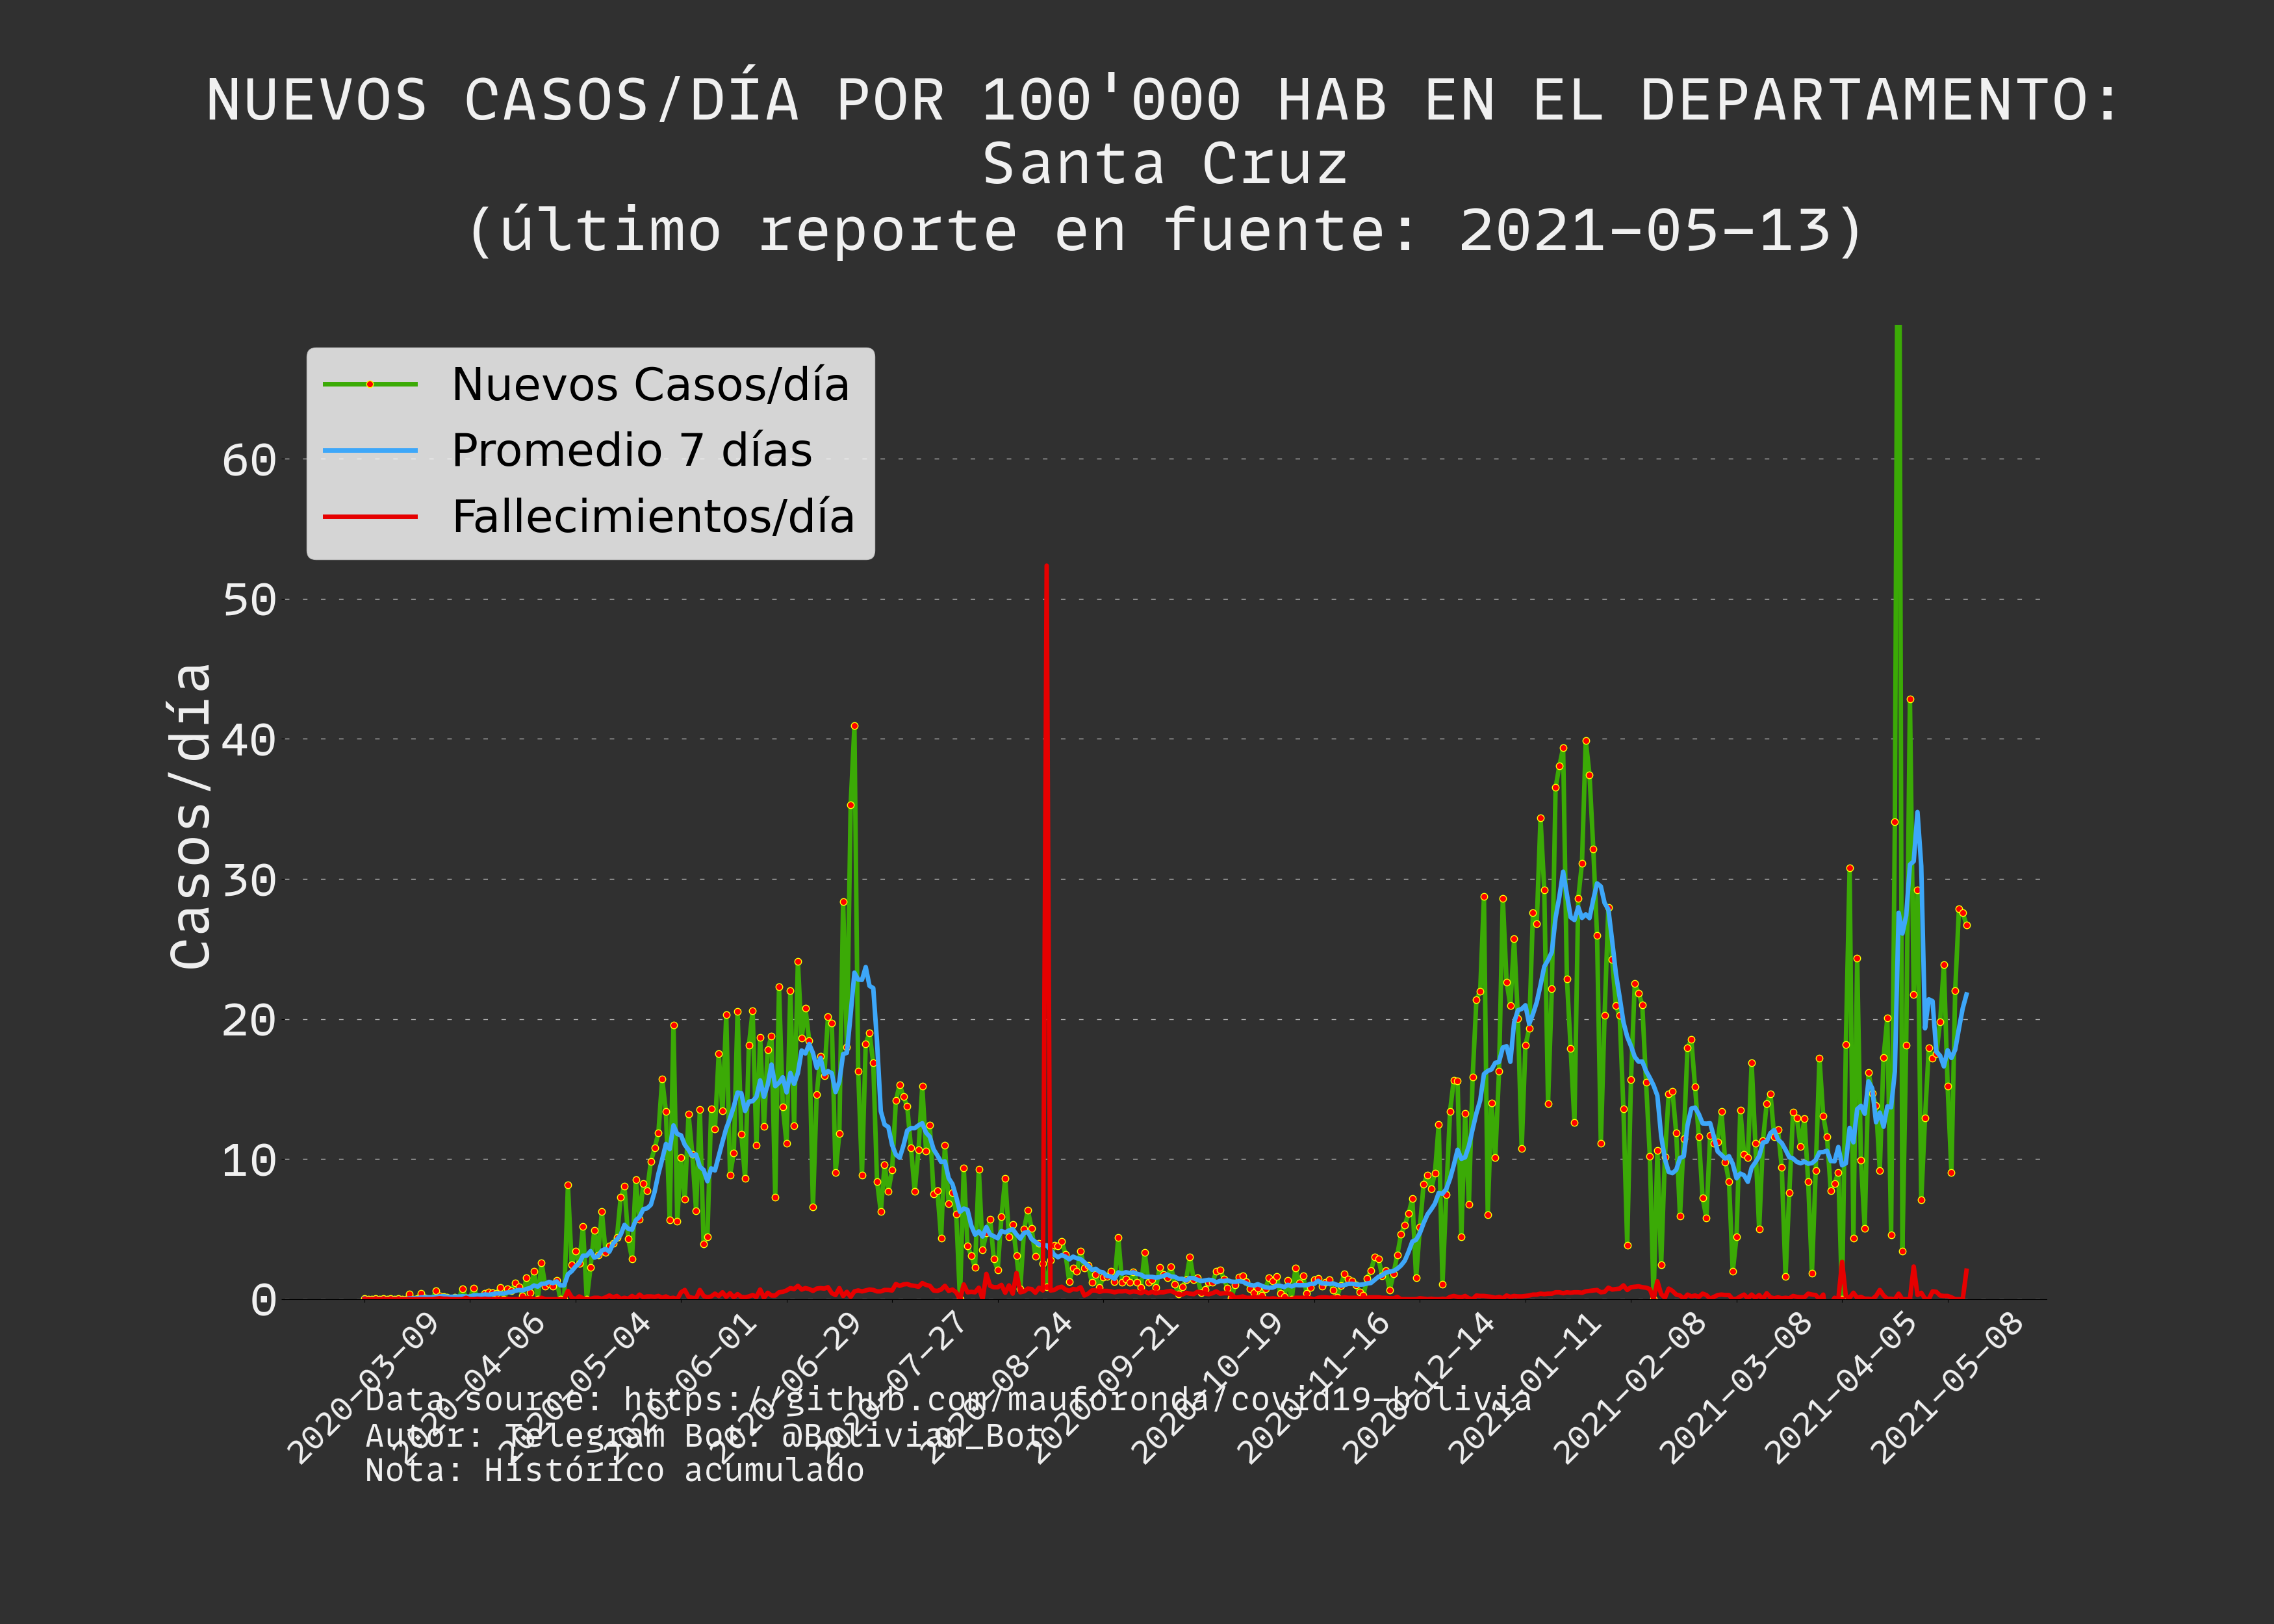 NUEVOS CASOS/DÍA POR 100'000 HAB EN EL DEPARTAMENTO:
Santa Cruz
(último reporte en fuente: 2021−05−13)
Nuevos Casos/día
Promedio 7 días
Fallecimientos/día
Casos/día
60
50
40
30
20
10
0
2020−03−09
2020−04−06
2020−05−04
2020−06−01
2020−06−29
2020−07−27
2020−08−24
2020−09−21
2020−10−19
2020−11−16
2020−12−14
2021−01−11
2021−02−08
2021−03−08
2021−04−05
2021−05−08
Data source: https://github.com/mauforonda/covid19−bolivia
Autor: Telegram Bot: @Bolivian_Bot
Nota: Histórico acumulado